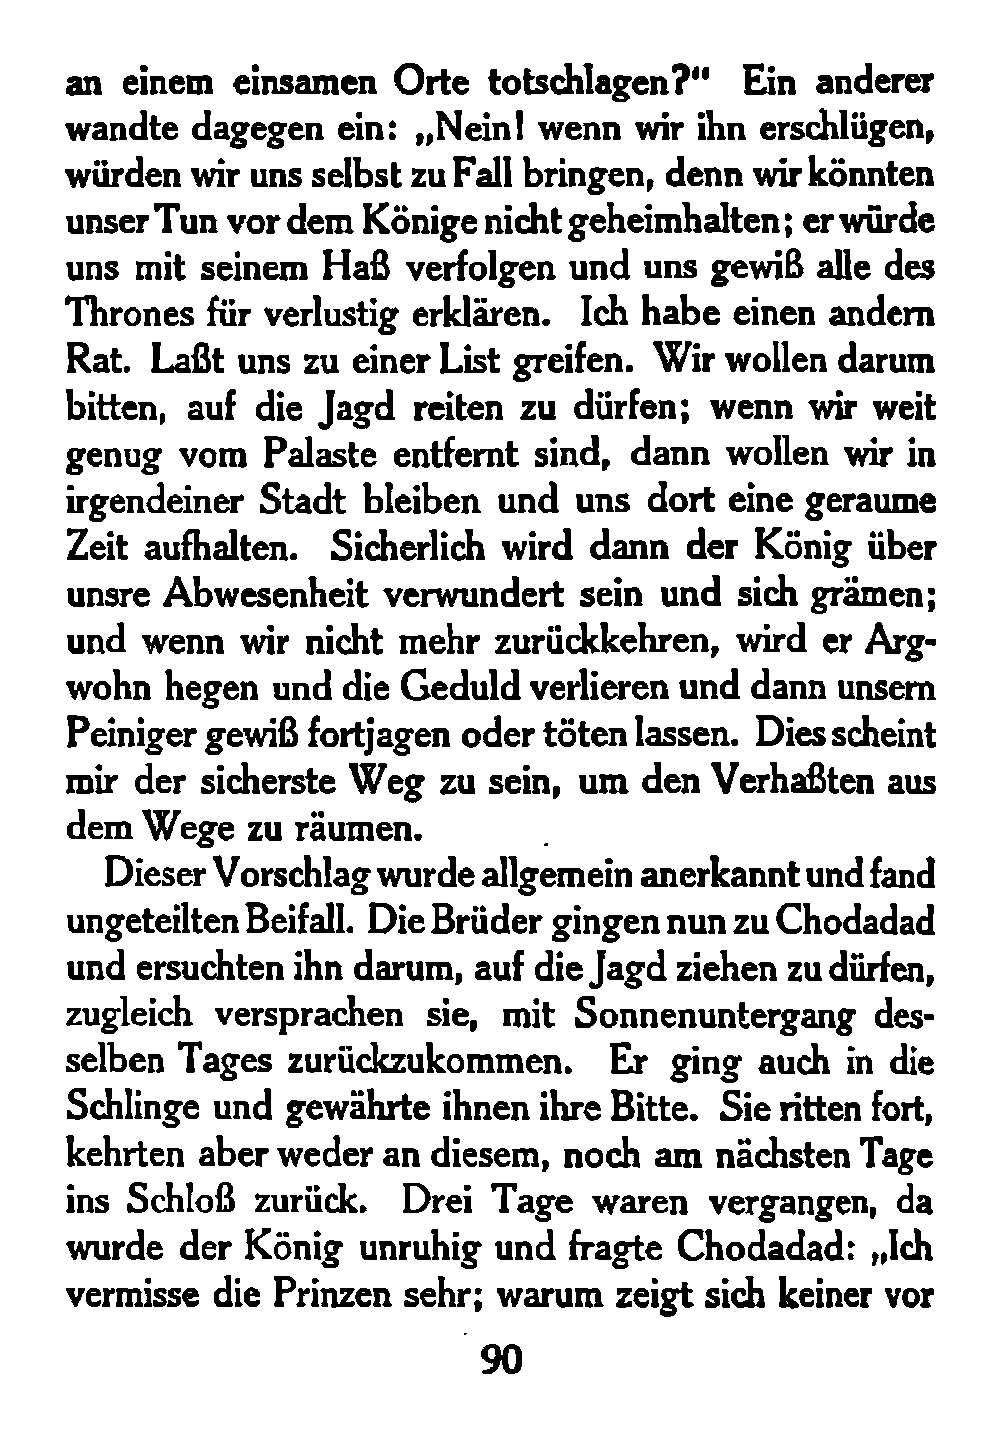 an einem einsamen Orte totschlagen?“ Ein anderer
wandte dagegen ein: „Nein! wenn wir ihn erschlügen,
würden wir uns selbst zu Fall bringen, denn wir könnten
unser Tun vor dem Könige nicht geheimhalten; er würde
uns mit seinem Haß verfolgen und uns gewiß alle des
Thrones für verlustig erklären. Ich habe einen andern
Rat. Laßt uns zu einer List greifen. Wir wollen darum
bitten, auf die Jagd reiten zu dürfen; wenn wir weit
genug vom Palaste entfernt sind, dann wollen wir in
irgendeiner Stadt bleiben und uns dort eine geraume
Zeit aufhalten. Sicherlich wird dann der König über
unsre Abwesenheit verwundert sein und sich grämen;
und wenn wir nicht mehr zurückkehren, wird er Arg-
wohn hegen und die Geduld verlieren und dann unsern
Peiniger gewiß fortjagen oder töten lassen. Dies scheint
mir der sicherste Weg zu sein, um den Verhaßten aus
dem Wege zu räumen.
Dieser Vorschlag wurde allgemein anerkannt und fand
ungeteilten Beifall. Die Brüder gingen nun zu Chodadad
und ersuchten ihn darum, auf die Jagd ziehen zu dürfen,
zugleich versprachen sie, mit Sonnenuntergang des-
selben Tages zurückzukommen. Er ging auch in die
Schlinge und gewährte ihnen ihre Bitte. Sie ritten fort,
kehrten aber weder an diesem, noch am nächsten Tage
ins Schloß zurück. Drei Tage waren vergangen, da
wurde der König unruhig und fragte Chodadad: „Ich
vermisse die Prinzen sehr; warum zeigt sich keiner vor
90